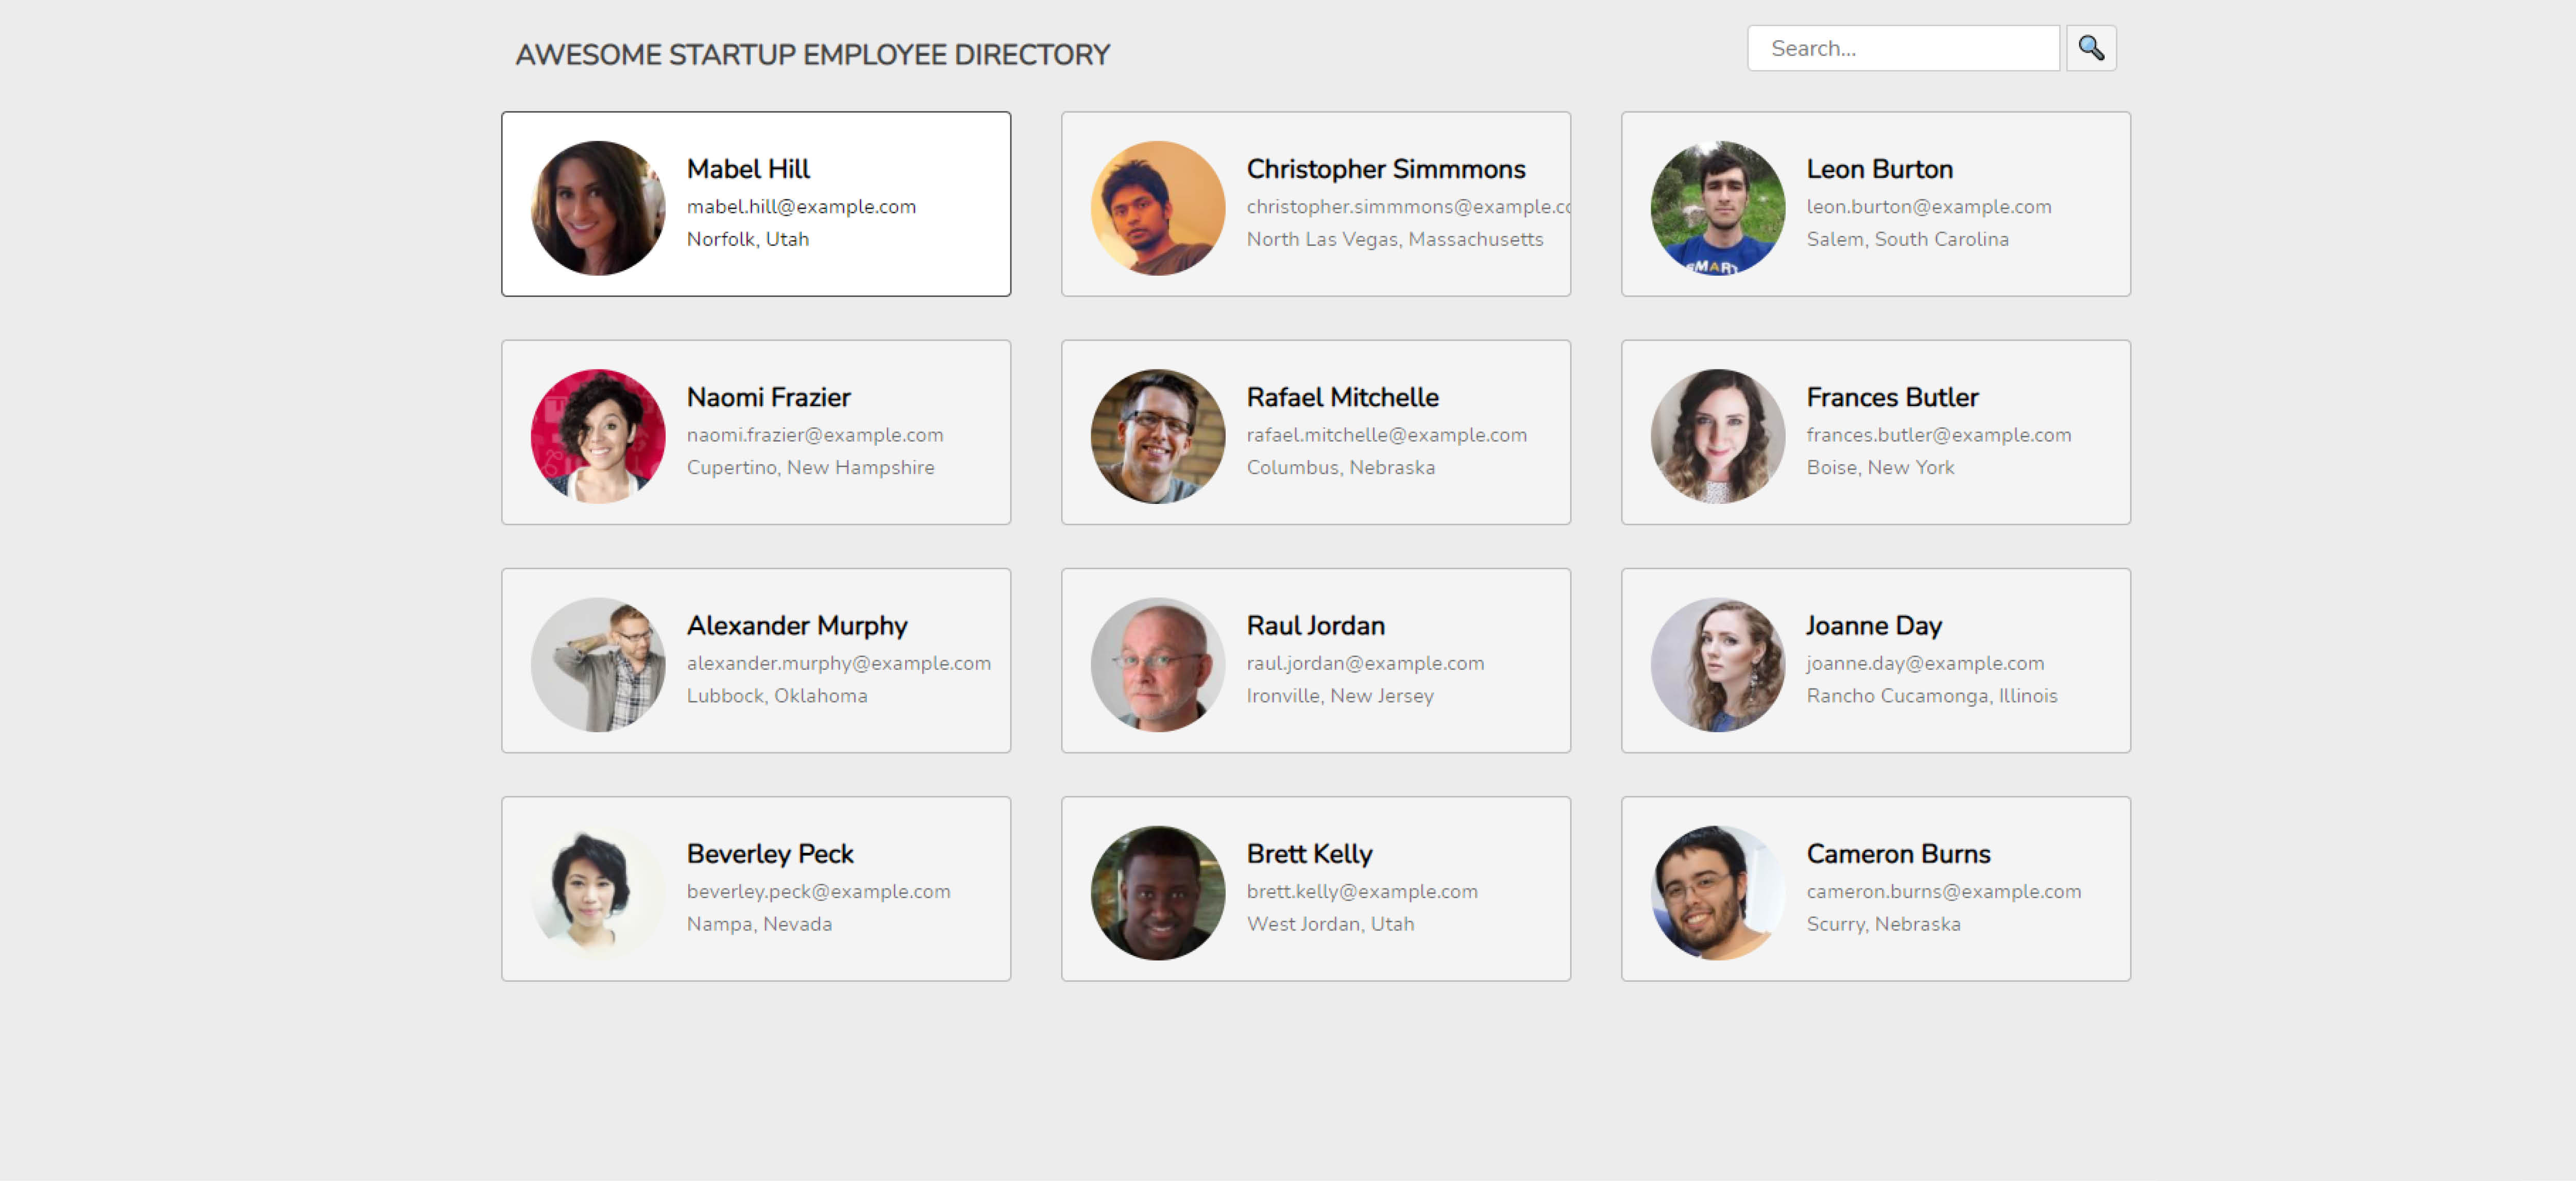 AWESOME STARTUP EMPLOYEE DIRECTORY
Search...
Mabel Hill
mabel.hill@example.com
Norfolk, Utah
Christopher Simmmons
christopher.simmmons@example.co
North Las Vegas, Massachusetts
Leon Burton
leon.burton@example.com
Salem, South Carolina
SMART
Naomi Frazier
naomi.frazier@example.com
Cupertino, New Hampshire
Rafael Mitchelle
rafael.mitchelle@example.com
Columbus, Nebraska
Frances Butler
frances.butler@example.com
Boise, New York
Alexander Murphy
alexander.murphy@example.com
Lubbock, Oklahoma
Raul Jordan
raul.jordan@example.com
Ironville, New Jersey
Joanne Day
joanne.day@example.com
Rancho Cucamonga, Illinois
Beverley Peck
beverley.peck@example.com
Nampa, Nevada
Brett Kelly
brett.kelly@example.com
West Jordan, Utah
Cameron Burns
cameron.burns@example.com
Scurry, Nebraska